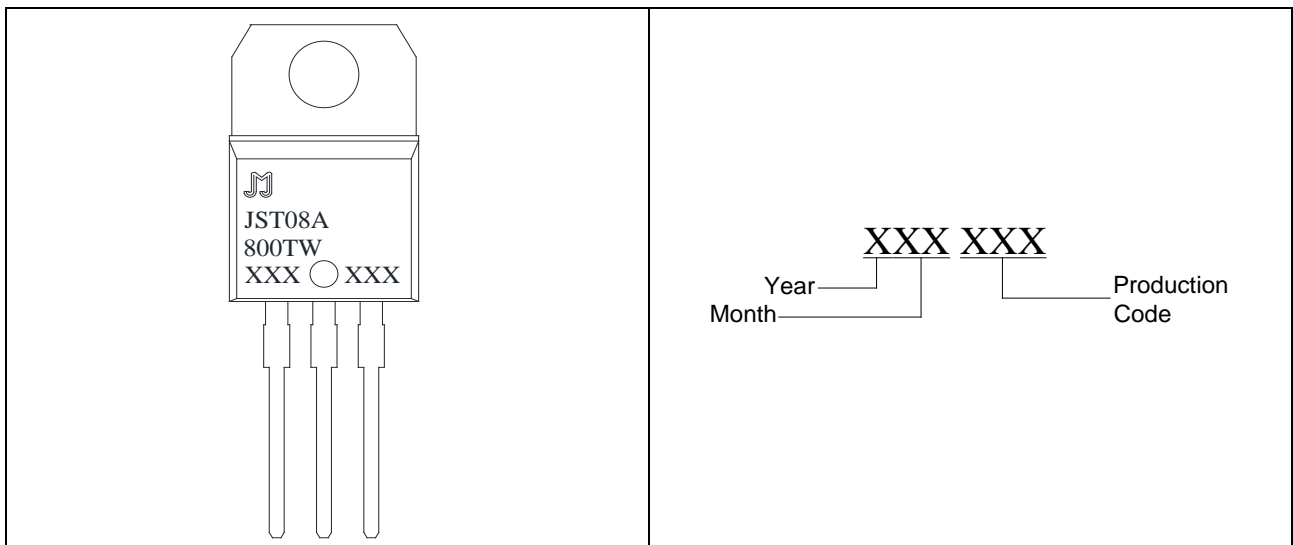 JST08A
800TW
XXX XXX
XXX XXX
Year
Month
Production
Code